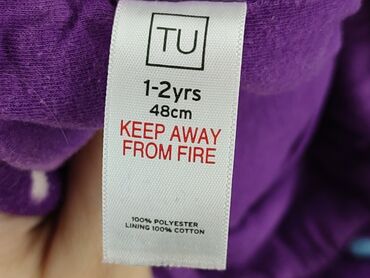 TU
1-2yrs
48cm
KEEP AWAY
FROM FIRE
100% POLYESTER
LINING 100% COTTON